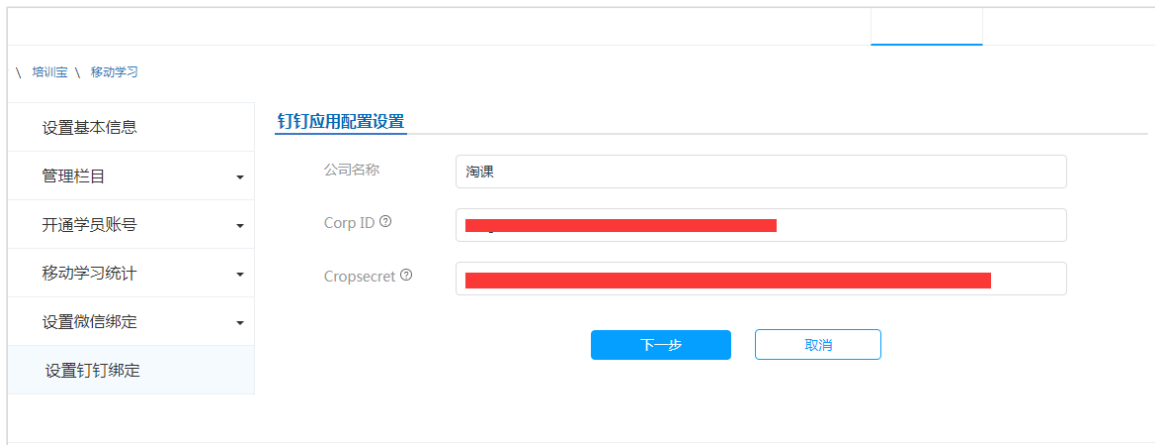 \ 培训宝 \ 移动学习
设置基本信息
管理栏目
开通学员账号
移动学习统计
设置微信绑定
设置钉钉绑定
钉钉应用配置设置
公司名称
淘课
Corp ID ?
Cropsecret ?
下一步
取消